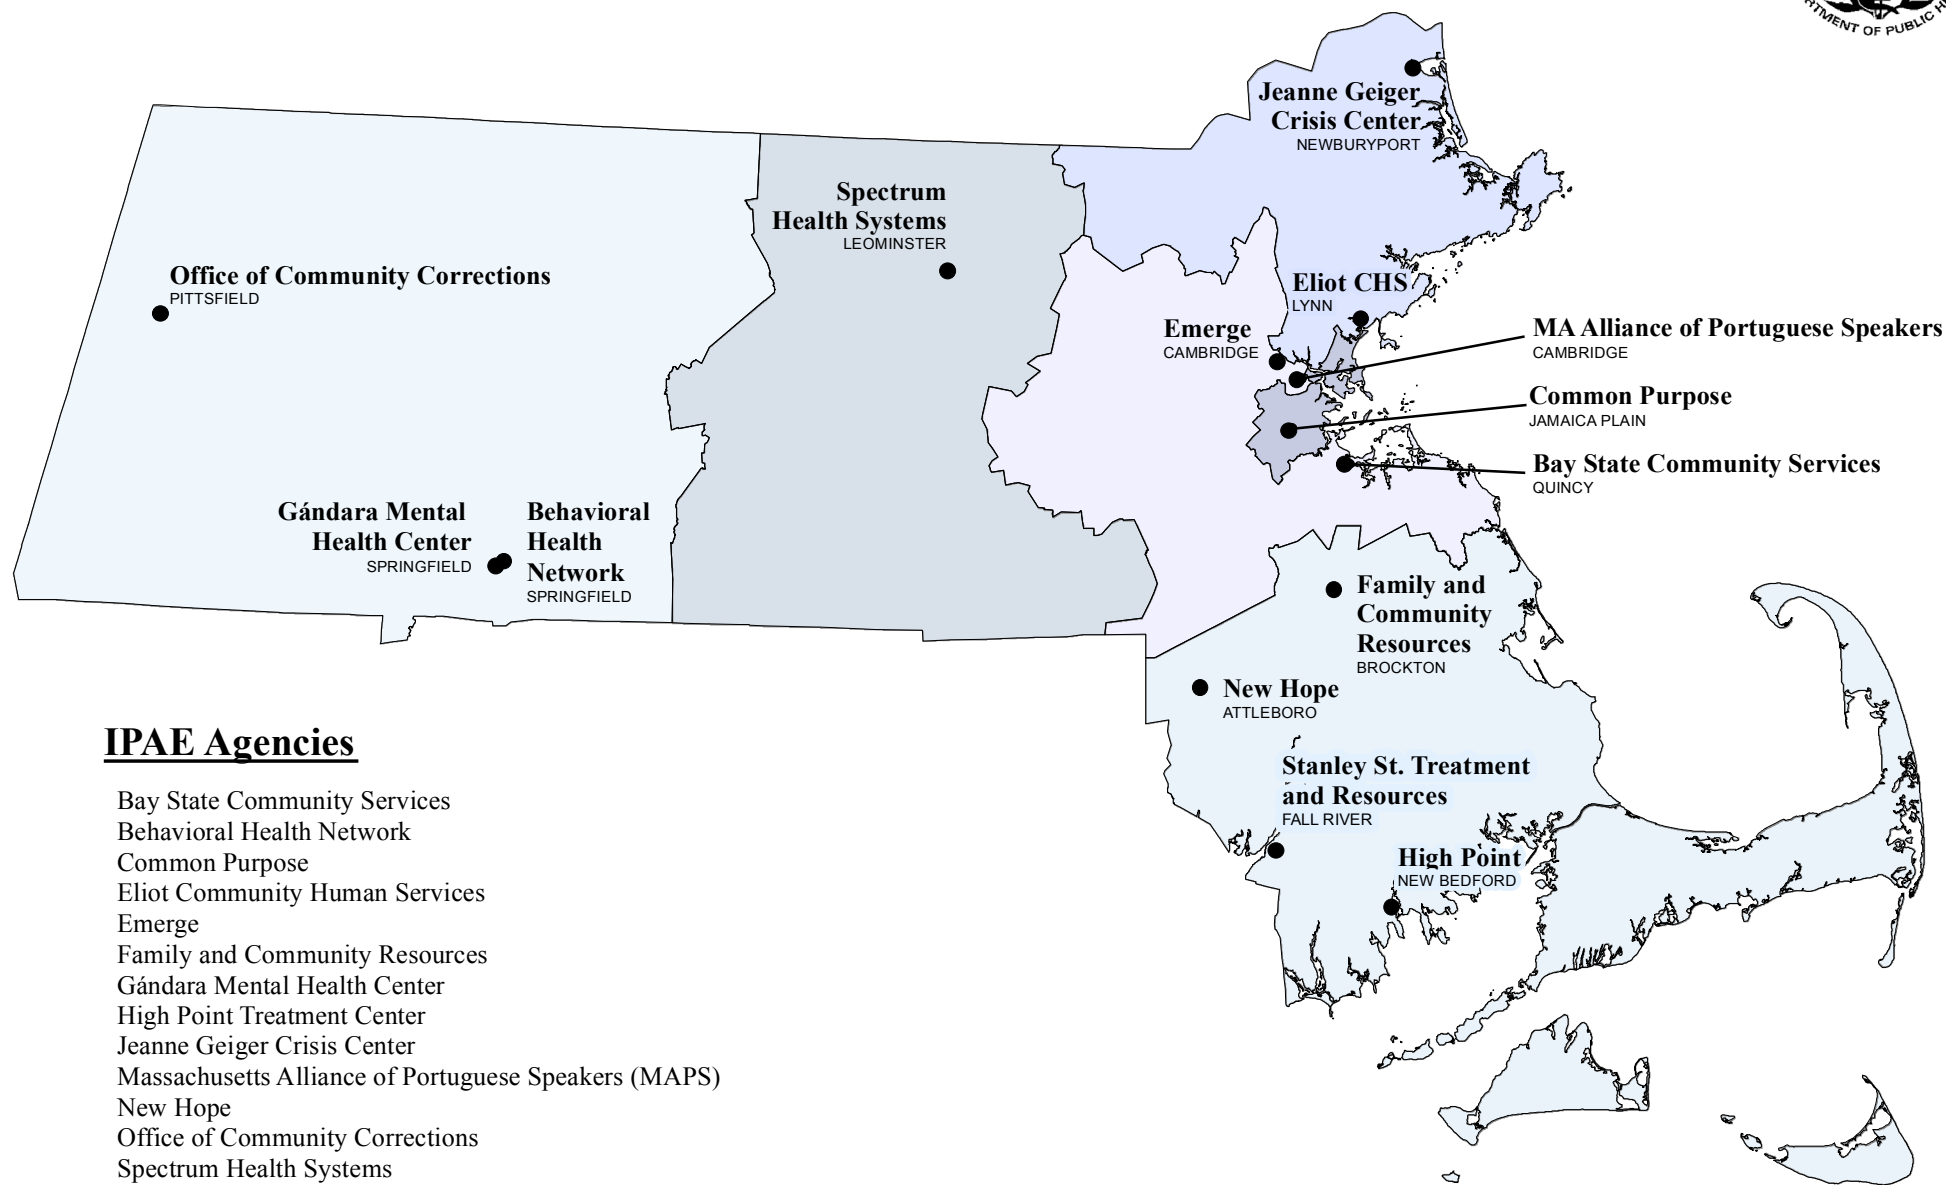 DEPARTMENT OF PUBLIC
Jeanne Geiger
Crisis Center
NEWBURYPORT
Spectrum
Health Systems
LEOMINSTER
Office of Community Corrections
PITTSFIELD
Eliot CHS
LYNN
Emerge
CAMBRIDGE
MA Alliance of Portuguese Speakers
CAMBRIDGE
Common Purpose
JAMAICA PLAIN
Bay State Community Services
QUINCY
Gándara Mental
Health Center
SPRINGFIELD
Behavioral
Health
Network
SPRINGFIELD
Family and
Community
Resources
BROCKTON
New Hope
ATTLEBORO
Stanley St. Treatment
and Resources
FALL RIVER
High Point
NEW BEDFORD
IPAE Agencies
Bay State Community Services
Behavioral Health Network
Common Purpose
Eliot Community Human Services
Emerge
Family and Community Resources
Gándara Mental Health Center
High Point Treatment Center
Jeanne Geiger Crisis Center
Massachusetts Alliance of Portuguese Speakers (MAPS)
New Hope
Office of Community Corrections
Spectrum Health Systems